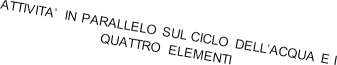 ATTIVITA' IN PARALLELO SUL CICLO DELL'ACQUA E I
QUATTRO ELEMENTI